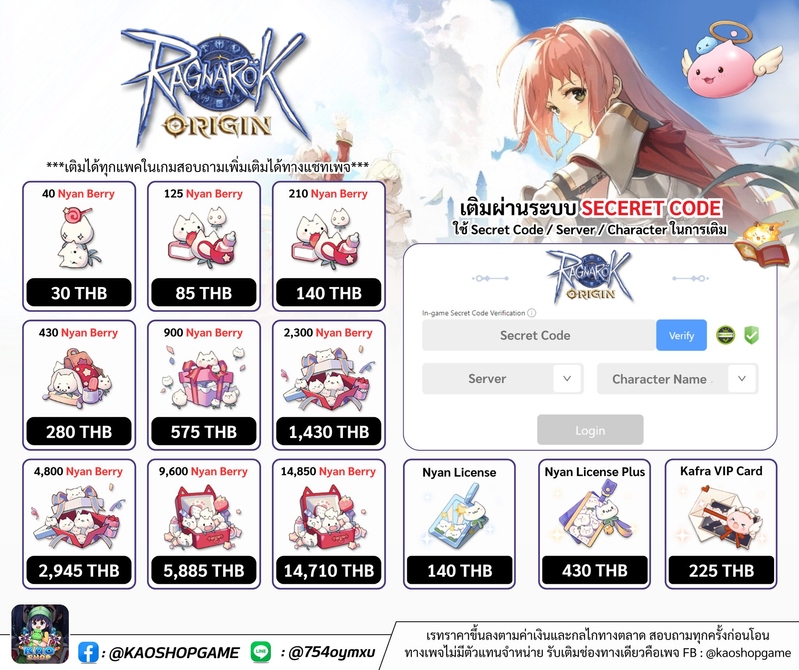 RAGNAROK
ORIGIN
***เติมได้ทุกแพคในเกมสอบถามเพิ่มเติมได้ทางแชทเพจ***
40 Nyan Berry
30 THB
125 Nyan Berry
85 THB
210 Nyan Berry
140 THB
430 Nyan Berry
280 THB
900 Nyan Berry
575 THB
2,300 Nyan Berry
1,430 THB
4,800 Nyan Berry
2,945 THB
9,600 Nyan Berry
5,885 THB
14,850 Nyan Berry
14,710 THB
เติมผ่านระบบ SECERET CODE
ใช้ Secret Code / Server / Character ในการเติม
RAGNAROK
ORIGIN
In-game Secret Code Verification
Secret Code
Verify
Server
Character Name
Login
Nyan License
140 THB
Nyan License Plus
430 THB
Kafra VIP Card
225 THB
KAO
SHOP
: @KAOSHOPGAME
LINE
: @754oymxu
เรทราคาขึ้นลงตามค่าเงินและกลไกทางตลาด สอบถามทุกครั้งก่อนโอน
ทางเพจไม่มีตัวแทนจำหน่าย รับเติมช่องทางเดียวคือเพจ FB : @kaoshopgame